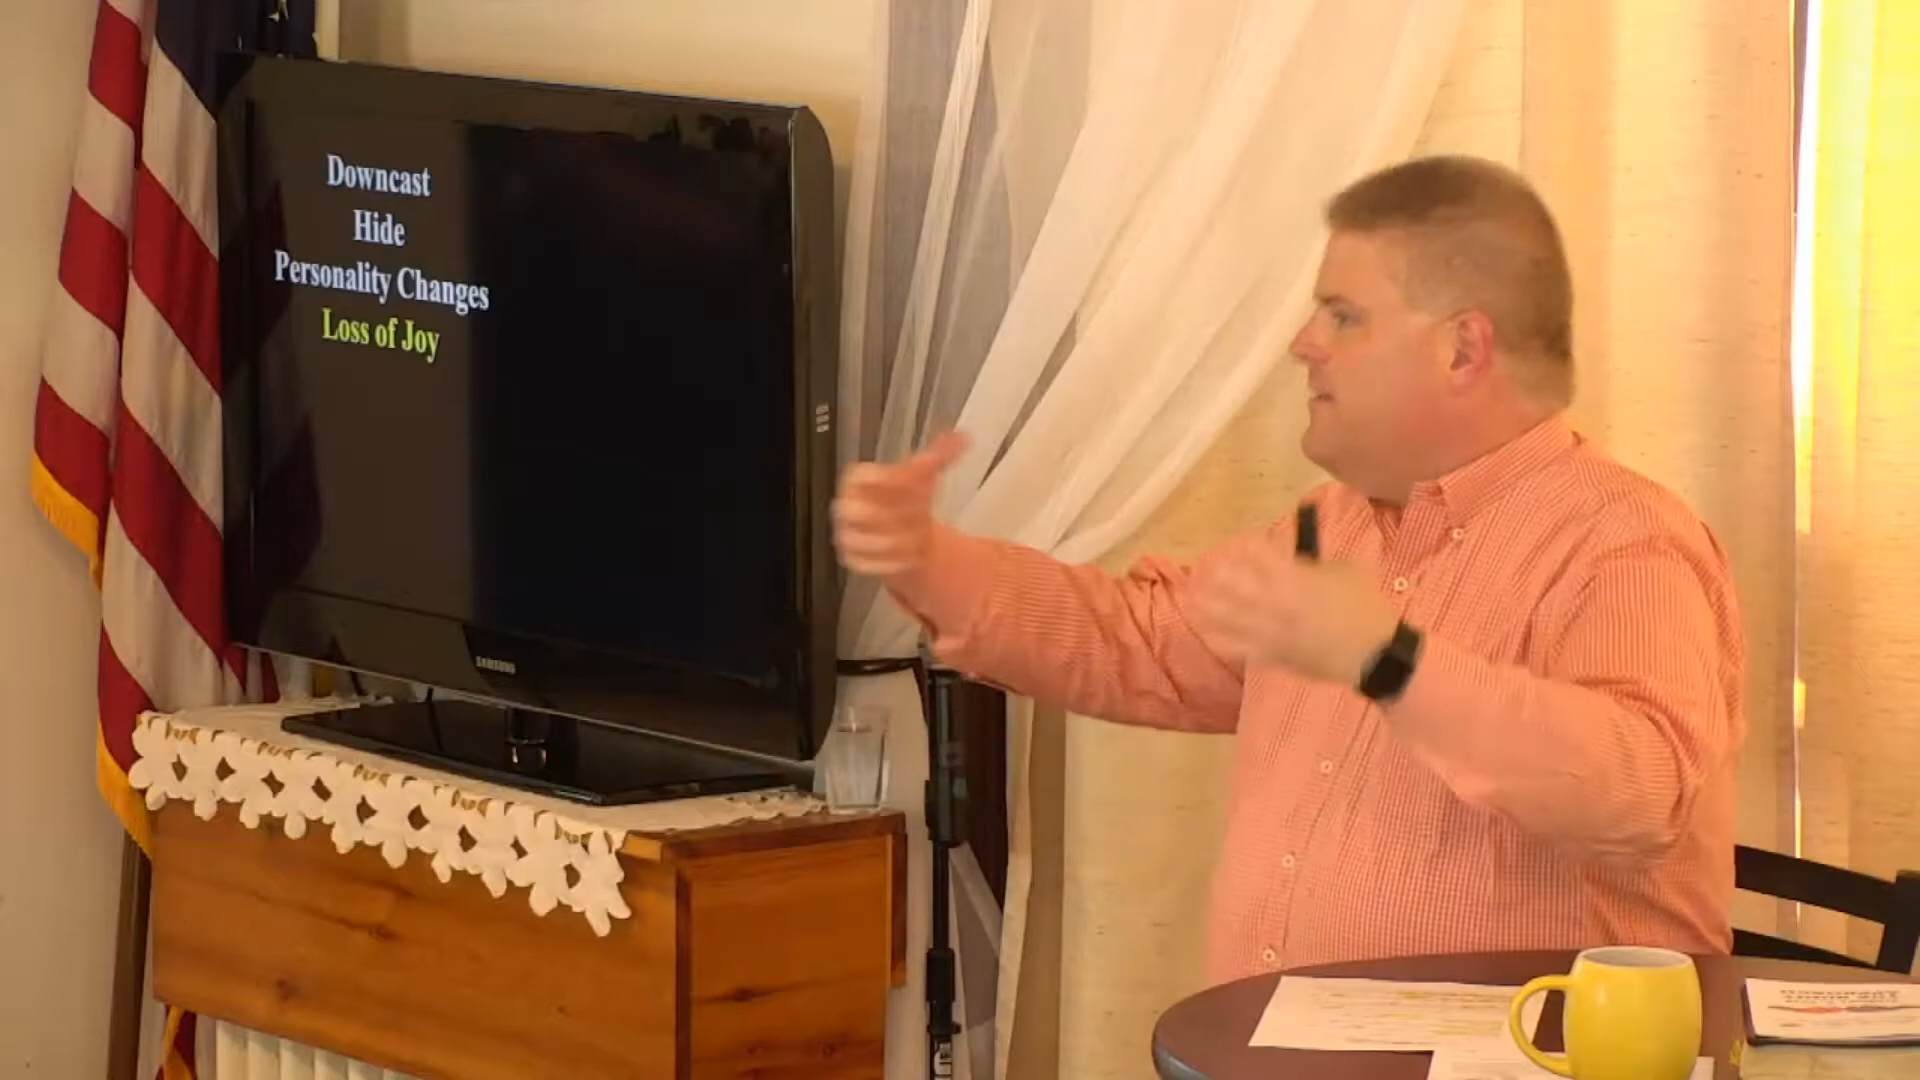 Downcast
Hide
Personality Changes
Loss of Joy
SAMSUNG